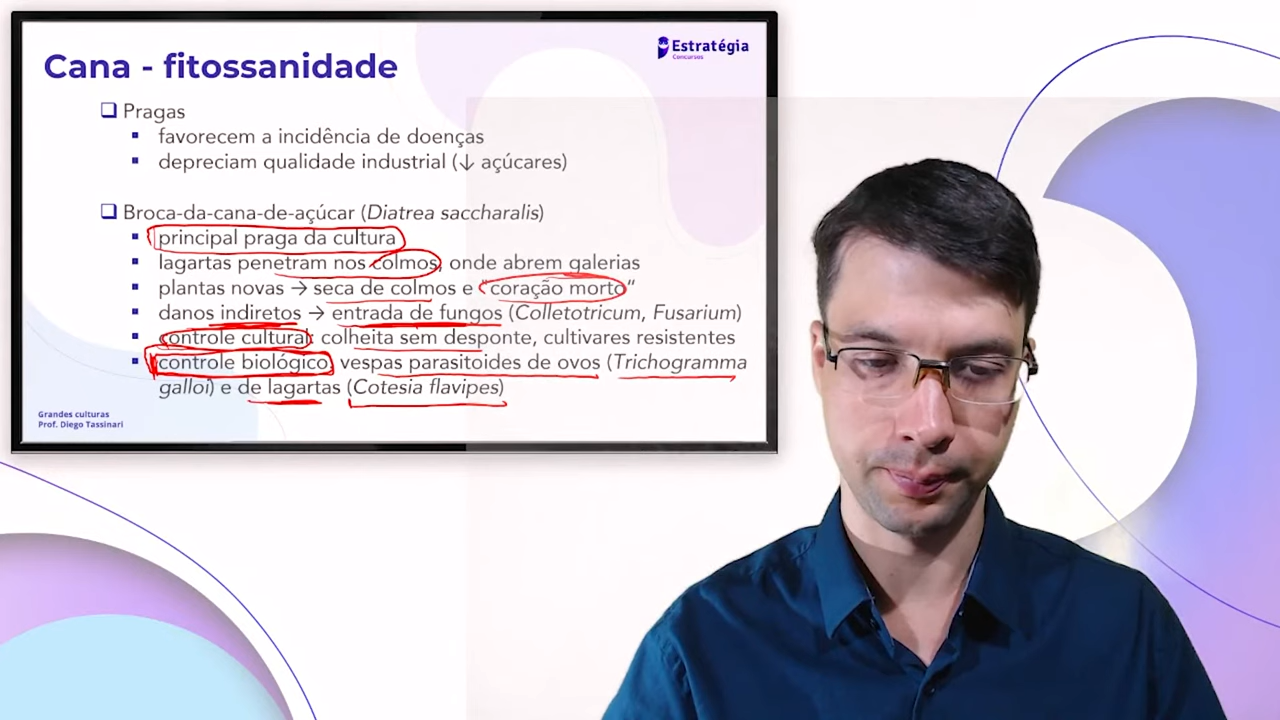 Cana - fitossanidade
Estratégia
Concursos
❑ Pragas
▪ favorecem a incidência de doenças
▪ depreciam qualidade industrial (↓ açúcares)
❑ Broca-da-cana-de-açúcar (Diatrea saccharalis)
▪ principal praga da cultura
▪ lagartas penetram nos colmos, onde abrem galerias
▪ plantas novas → seca de colmos e “coração morto“
▪ danos indiretos → entrada de fungos (Colletotricum, Fusarium)
▪ controle cultural: colheita sem desponte, cultivares resistentes
▪ controle biológico: vespas parasitoides de ovos (Trichogramma
galloi) e de lagartas (Cotesia flavipes)
Grandes culturas
Prof. Diego Tassinari